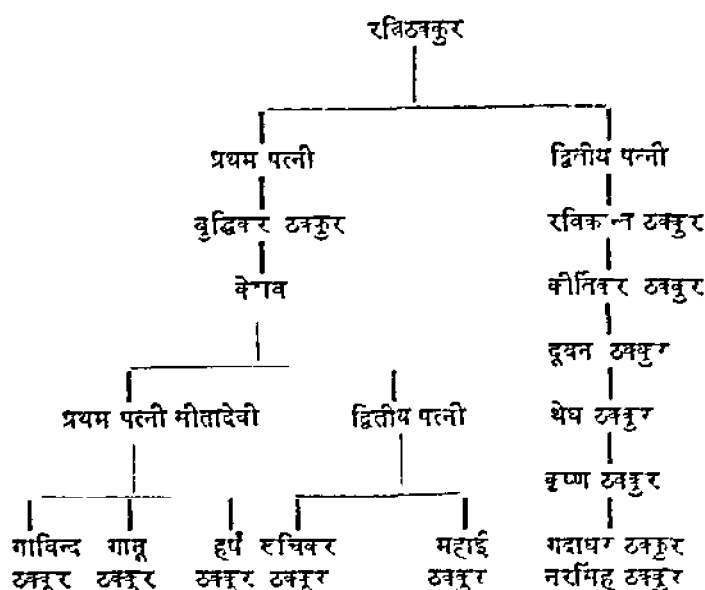 रविठक्कुर
प्रथम पत्नी द्वितीय पत्नी
बुद्धिकर ठक्कुर रविकान्त ठक्कुर
केशव कीर्तिकर ठक्कुर
दूवन ठक्कुर
प्रथम पत्नी सीतादेवी द्वितीय पत्नी थेघ ठक्कुर
कृष्ण ठक्कुर
गोविन्द गानू हर्ष रुचिकर महाई गदाधर ठक्कुर
ठक्कुर ठक्कुर ठक्कुर ठक्कुर ठक्कुर नरसिंह ठक्कुर